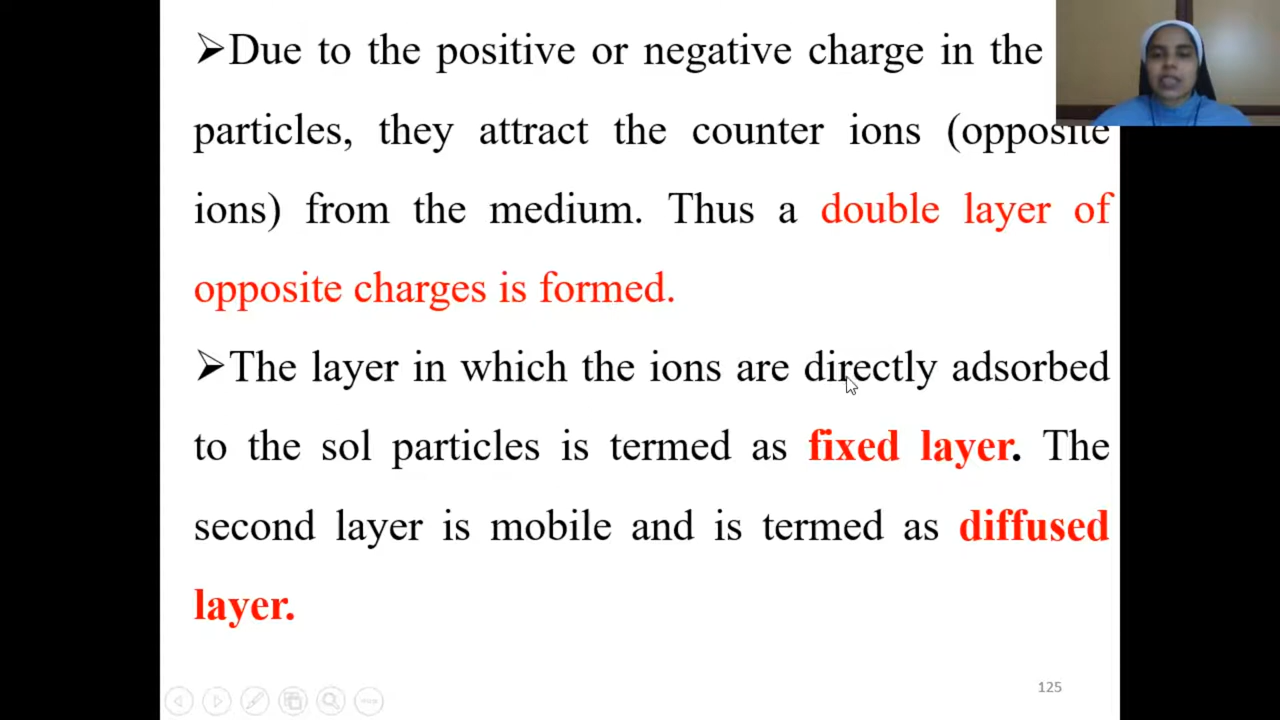 ➢Due to the positive or negative charge in the
particles, they attract the counter ions (opposite
ions) from the medium. Thus a double layer of
opposite charges is formed.
➢The layer in which the ions are directly adsorbed
to the sol particles is termed as fixed layer. The
second layer is mobile and is termed as diffused
layer.
125